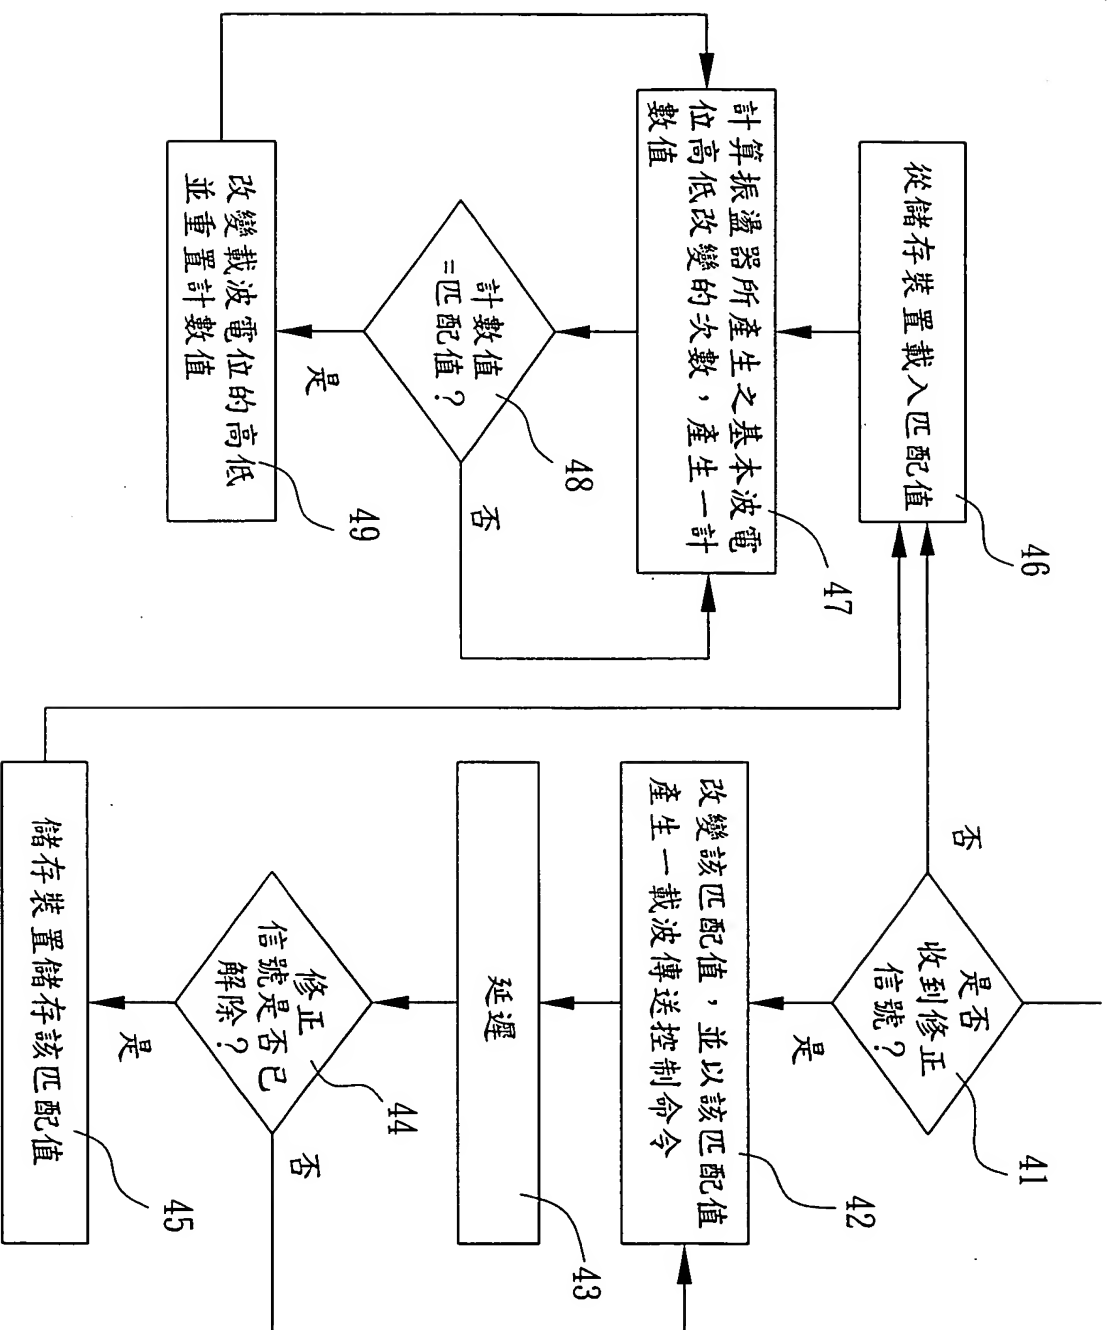 是否
收到修正
信號?
41
是
否
改變該匹配值，並以該匹配值
產生一載波傳送控制命令
42
延遲
43
修正
信號是否已
解除?
44
是
否
儲存裝置儲存該匹配值
45
從儲存裝置載入匹配值
46
計算振盪器所產生之基本波電
位高低改變的次數，產生一計
數值
47
計數值
=匹配值?
48
是
否
改變載波電位的高低
並重置計數值
49